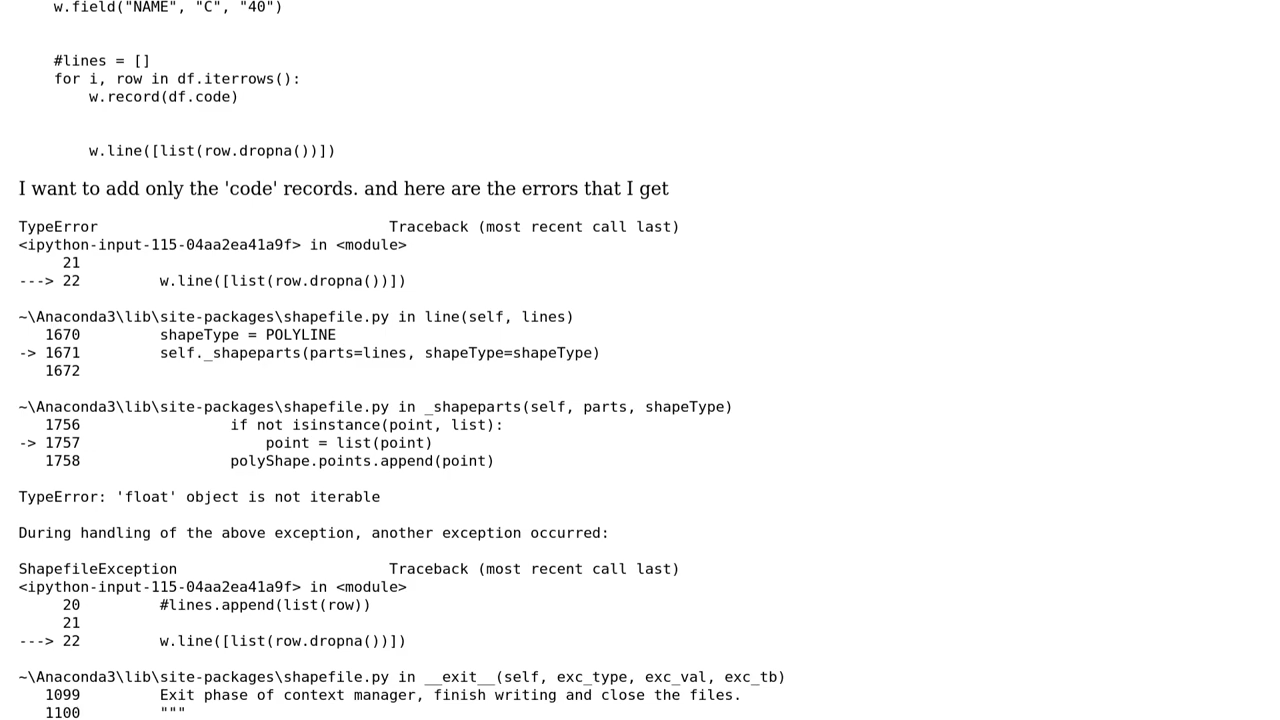 w.field("NAME", "C", "40")
#lines = []
for i, row in df.iterrows():
w.record(df.code)
w.line([list(row.dropna())])
I want to add only the 'code' records. and here are the errors that I get
TypeError                                 Traceback (most recent call last)
<ipython-input-115-04aa2ea41a9f> in <module>
     21
---> 22         w.line([list(row.dropna())])
~\Anaconda3\lib\site-packages\shapefile.py in line(self, lines)
   1670         shapeType = POLYLINE
-> 1671         self._shapeparts(parts=lines, shapeType=shapeType)
   1672
~\Anaconda3\lib\site-packages\shapefile.py in _shapeparts(self, parts, shapeType)
   1756                 if not isinstance(point, list):
-> 1757                     point = list(point)
   1758                 polyShape.points.append(point)
TypeError: 'float' object is not iterable
During handling of the above exception, another exception occurred:
ShapefileException                        Traceback (most recent call last)
<ipython-input-115-04aa2ea41a9f> in <module>
     20         #lines.append(list(row))
     21
---> 22         w.line([list(row.dropna())])
~\Anaconda3\lib\site-packages\shapefile.py in __exit__(self, exc_type, exc_val, exc_tb)
   1099         Exit phase of context manager, finish writing and close the files.
   1100         """